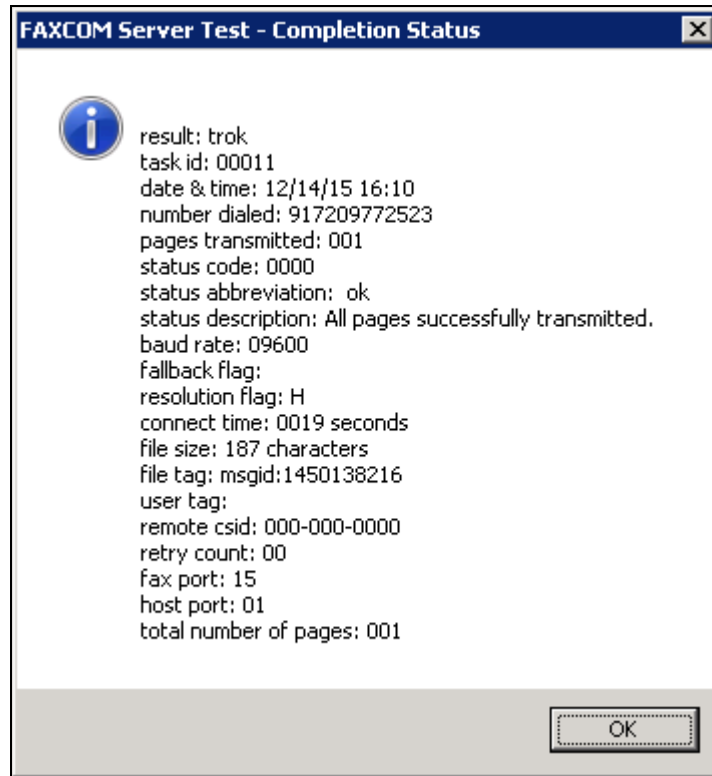 FAXCOM Server Test - Completion Status
result: trok
task id: 00011
date & time: 12/14/15 16:10
number dialed: 917209772523
pages transmitted: 001
status code: 0000
status abbreviation:  ok
status description: All pages successfully transmitted.
baud rate: 09600
fallback flag:
resolution flag: H
connect time: 0019 seconds
file size: 187 characters
file tag: msgid:1450138216
user tag:
remote csid: 000-000-0000
retry count: 00
fax port: 15
host port: 01
total number of pages: 001
OK